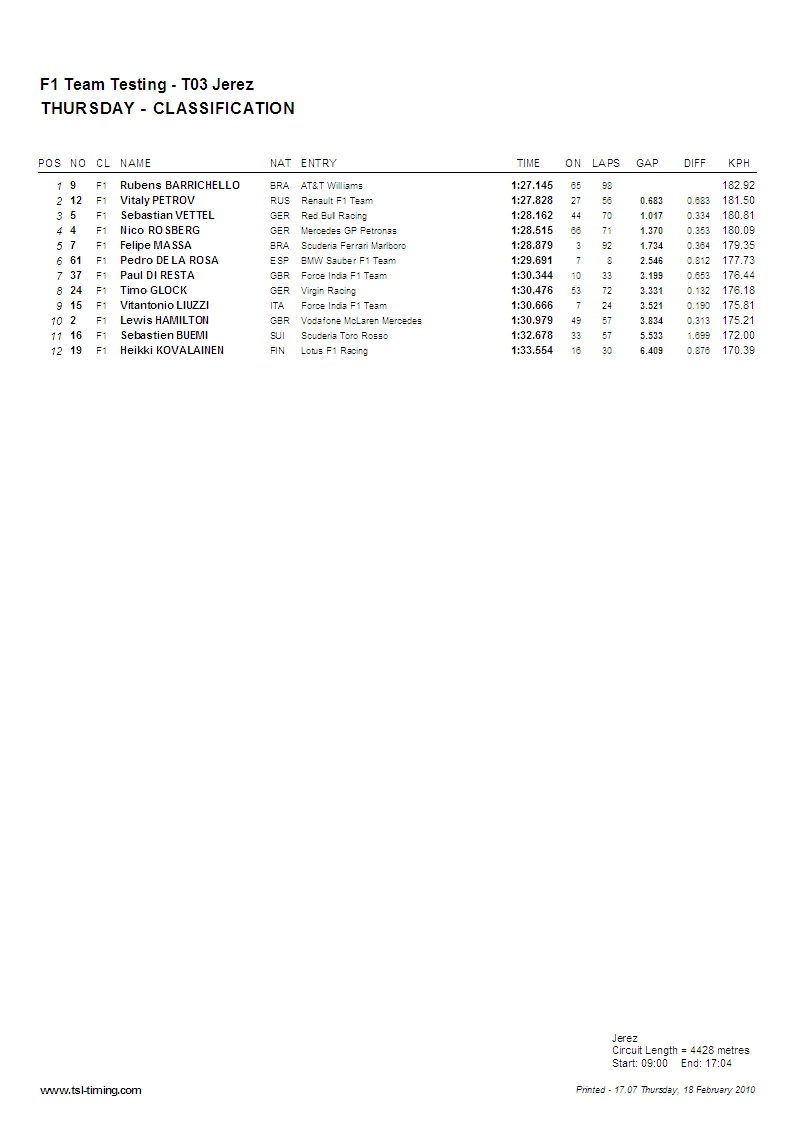 F1 Team Testing - T03 Jerez
THURSDAY - CLASSIFICATION
POS NO CL NAME NAT ENTRY TIME ON LAPS GAP DIFF KPH
1 9 F1 Rubens BARRICHELLO BRA AT&T Williams 1:27.145 65 98 182.92
2 12 F1 Vitaly PETROV RUS Renault F1 Team 1:27.828 27 56 0.683 0.683 181.50
3 5 F1 Sebastian VETTEL GER Red Bull Racing 1:28.162 44 70 1.017 0.334 180.81
4 4 F1 Nico ROSBERG GER Mercedes GP Petronas 1:28.515 66 71 1.370 0.353 180.09
5 7 F1 Felipe MASSA BRA Scuderia Ferrari Marlboro 1:28.879 3 92 1.734 0.364 179.35
6 61 F1 Pedro DE LA ROSA ESP BMW Sauber F1 Team 1:29.691 7 8 2.546 0.812 177.73
7 37 F1 Paul DI RESTA GBR Force India F1 Team 1:30.344 10 33 3.199 0.653 176.44
8 24 F1 Timo GLOCK GER Virgin Racing 1:30.476 53 72 3.331 0.132 176.18
9 15 F1 Vitantonio LIUZZI ITA Force India F1 Team 1:30.666 7 24 3.521 0.190 175.81
10 2 F1 Lewis HAMILTON GBR Vodafone McLaren Mercedes 1:30.979 49 57 3.834 0.313 175.21
11 16 F1 Sebastien BUEMI SUI Scuderia Toro Rosso 1:32.678 33 57 5.533 1.699 172.00
12 19 F1 Heikki KOVALAINEN FIN Lotus F1 Racing 1:33.554 16 30 6.409 0.876 170.39
Jerez
Circuit Length = 4428 metres
Start: 09:00 End: 17:04
www.tsl-timing.com
Printed - 17.07 Thursday, 18 February 2010